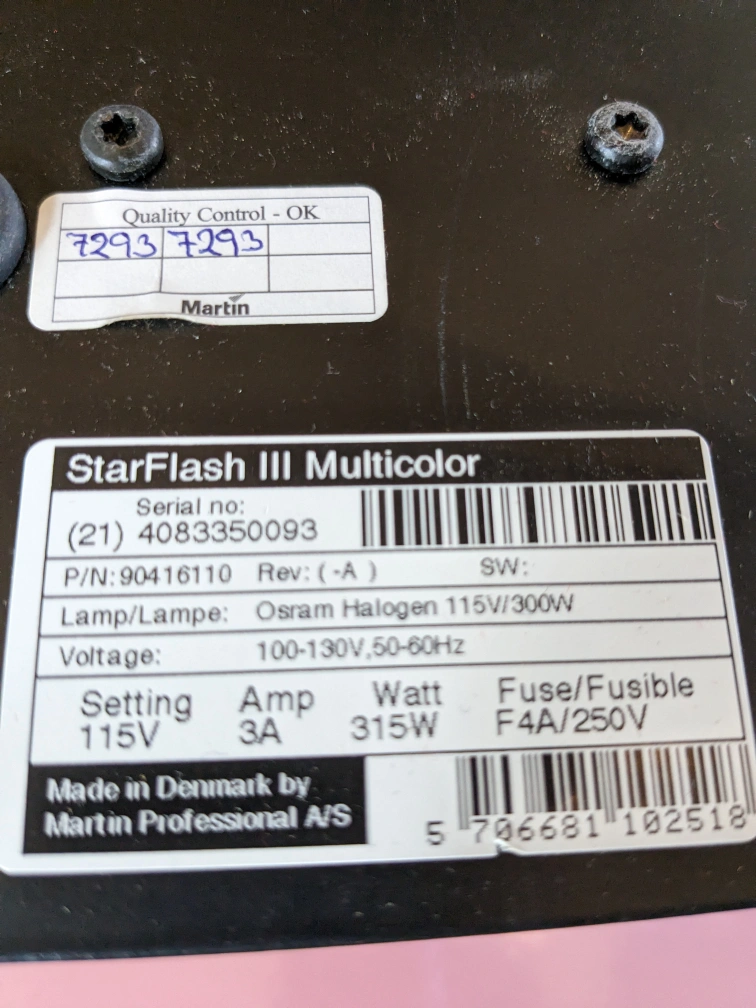 Quality Control - OK
7293 7293
Martin
StarFlash III Multicolor
Serial no:
(21) 4083350093
P/N: 90416110 Rev: ( -A ) SW:
Lamp/Lampe: Osram Halogen 115V/300W
Voltage: 100-130V,50-60Hz
Setting Amp Watt Fuse/Fusible
115V 3A 315W F4A/250V
Made in Denmark by
Martin Professional A/S
5 706681 102518